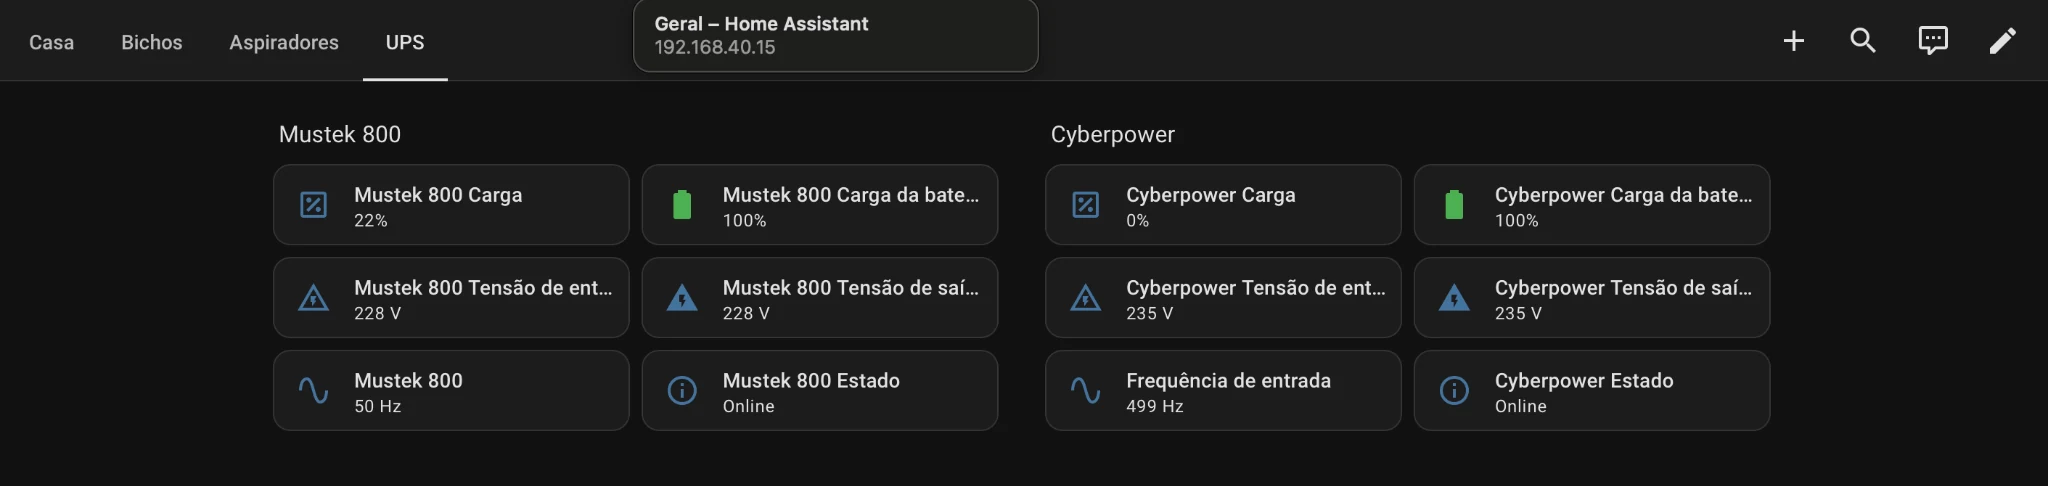 Casa
Bichos
Aspiradores
UPS
Geral – Home Assistant
192.168.40.15
Mustek 800
Mustek 800 Carga
22%
Mustek 800 Carga da bate…
100%
Mustek 800 Tensão de ent…
228 V
Mustek 800 Tensão de saí…
228 V
Mustek 800
50 Hz
Mustek 800 Estado
Online
Cyberpower
Cyberpower Carga
0%
Cyberpower Carga da bate…
100%
Cyberpower Tensão de ent…
235 V
Cyberpower Tensão de saí…
235 V
Frequência de entrada
499 Hz
Cyberpower Estado
Online